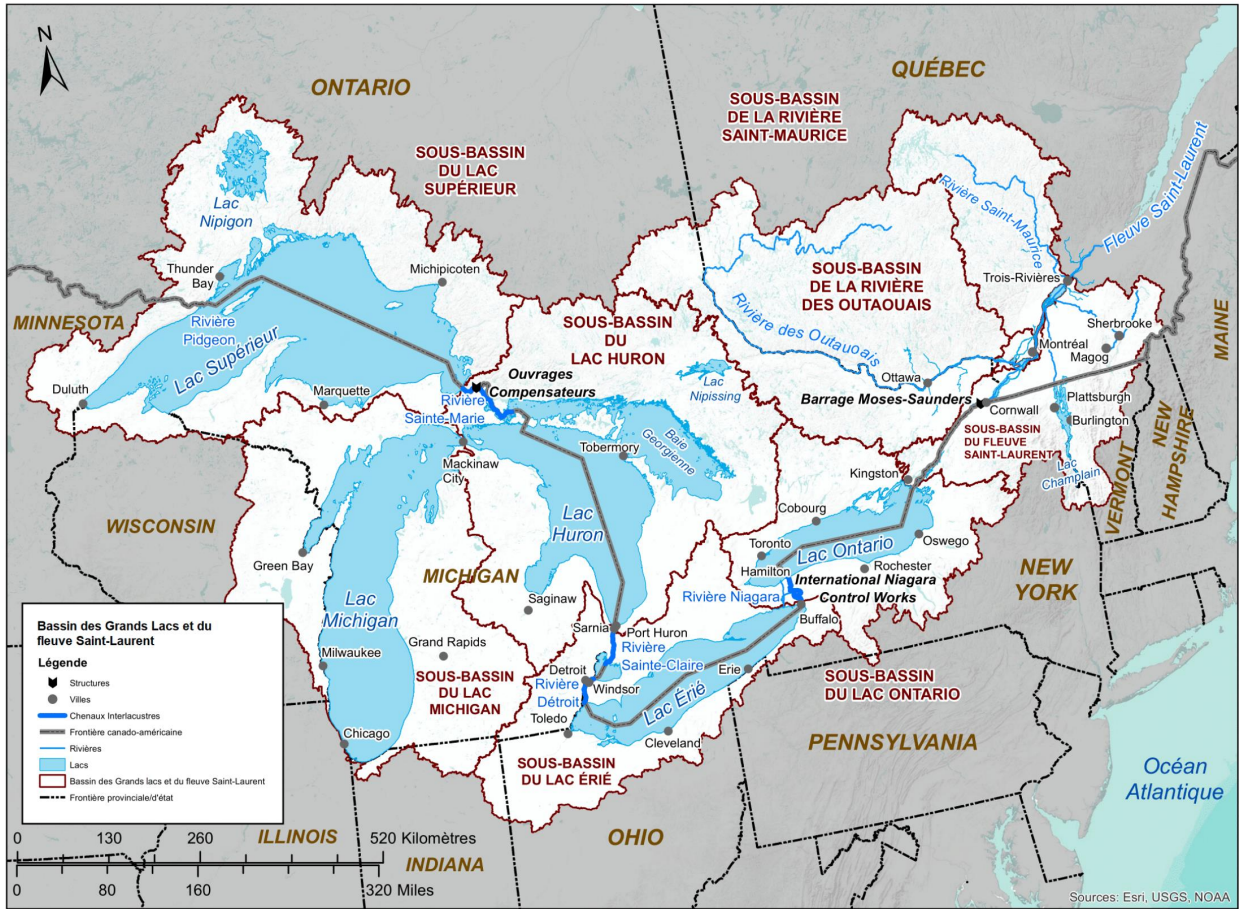 N
ONTARIO
QUÉBEC
SOUS-BASSIN
DE LA RIVIÈRE
SAINT-MAURICE
SOUS-BASSIN
DU LAC
SUPÉRIEUR
Lac
Nipigon
Rivière Saint-Maurice
Fleuve Saint-Laurent
Thunder
Bay
Michipicoten
SOUS-BASSIN
DE LA RIVIÈRE
DES OUTAOUAIS
Trois-Rivières
MINNESOTA
Rivière
Pidgeon
Lac Supérieur
SOUS-BASSIN
DU
LAC HURON
Rivière des Outauoais
Sherbrooke
Montréal
Magog
MAINE
Duluth
Marquette
Ouvrages
Compensateurs
Rivière
Sainte-Marie
Lac
Nipissing
Ottawa
Barrage Moses-Saunders
Cornwall
Plattsburgh
Burlington
SOUS-BASSIN
DU FLEUVE
SAINT-LAURENT
Lac
Champlain
VERMONT
NEW
HAMPSHIRE
Mackinaw
City
Tobermory
Baie
Georgienne
Kingston
WISCONSIN
Lac
Huron
Cobourg
Toronto
Lac Ontario
Oswego
Green Bay
MICHIGAN
Hamilton
Rochester
International Niagara
Control Works
Rivière Niagara
NEW
YORK
Lac
Michigan
Saginaw
Buffalo
Sarnia
Port Huron
Grand Rapids
Rivière
Sainte-Claire
Milwaukee
SOUS-BASSIN
DU LAC
MICHIGAN
Detroit
Windsor
Rivière
Détroit
Erie
Lac Érié
SOUS-BASSIN
DU LAC ONTARIO
Toledo
Cleveland
Chicago
SOUS-BASSIN
DU LAC ÉRIÉ
PENNSYLVANIA
Océan
Atlantique
Bassin des Grands Lacs et du
fleuve Saint-Laurent
Légende
Structures
Villes
Chenaux Interlacustres
Frontière canado-américaine
Rivières
Lacs
Bassin des Grands lacs et du fleuve Saint-Laurent
Frontière provinciale/d'état
ILLINOIS
INDIANA
OHIO
0 130 260 520 Kilomètres
0 80 160 320 Miles
Sources: Esri, USGS, NOAA